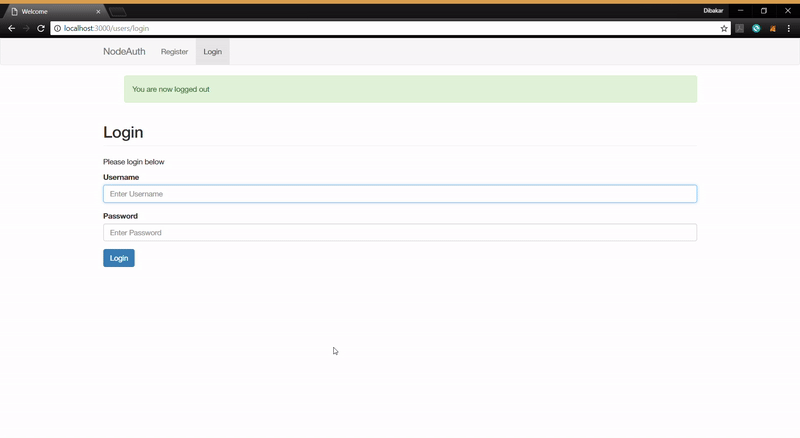 Welcome
Dibakar
localhost:3000/users/login
NodeAuth Register Login
You are now logged out
Login
Please login below
Username
Enter Username
Password
Enter Password
Login